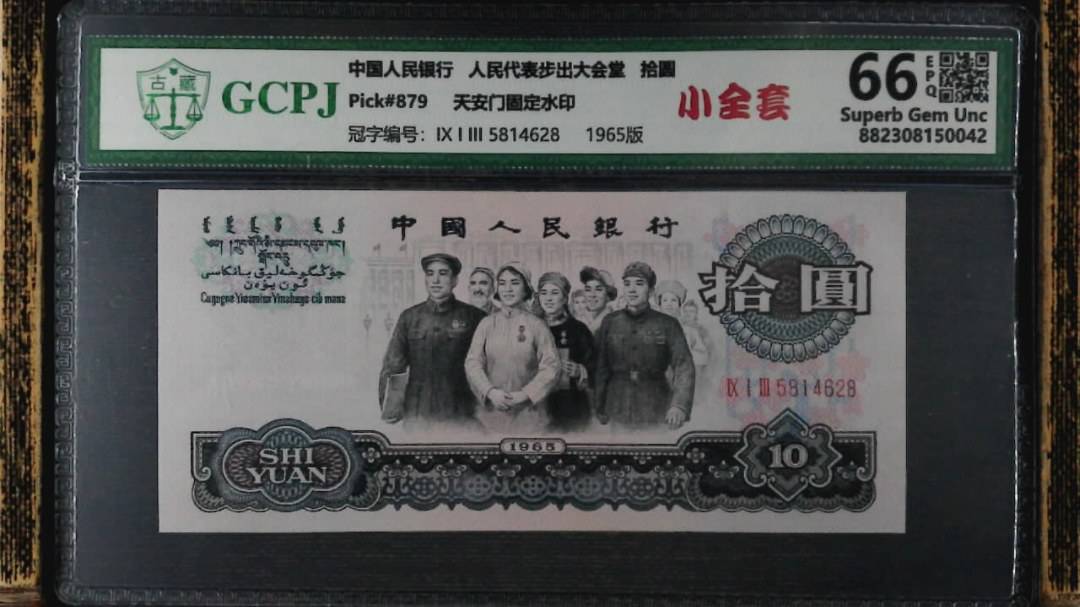 古藏
GCPJ
中国人民银行 人民代表步出大会堂 拾圆
Pick#879 天安门固定水印
冠字编号: IX I III 5814628 1965版
小全套
66
EPQ
Superb Gem Unc
882308150042
中國人民銀行
拾圓
IX I III 5814628
1965
SHI
YUAN
10